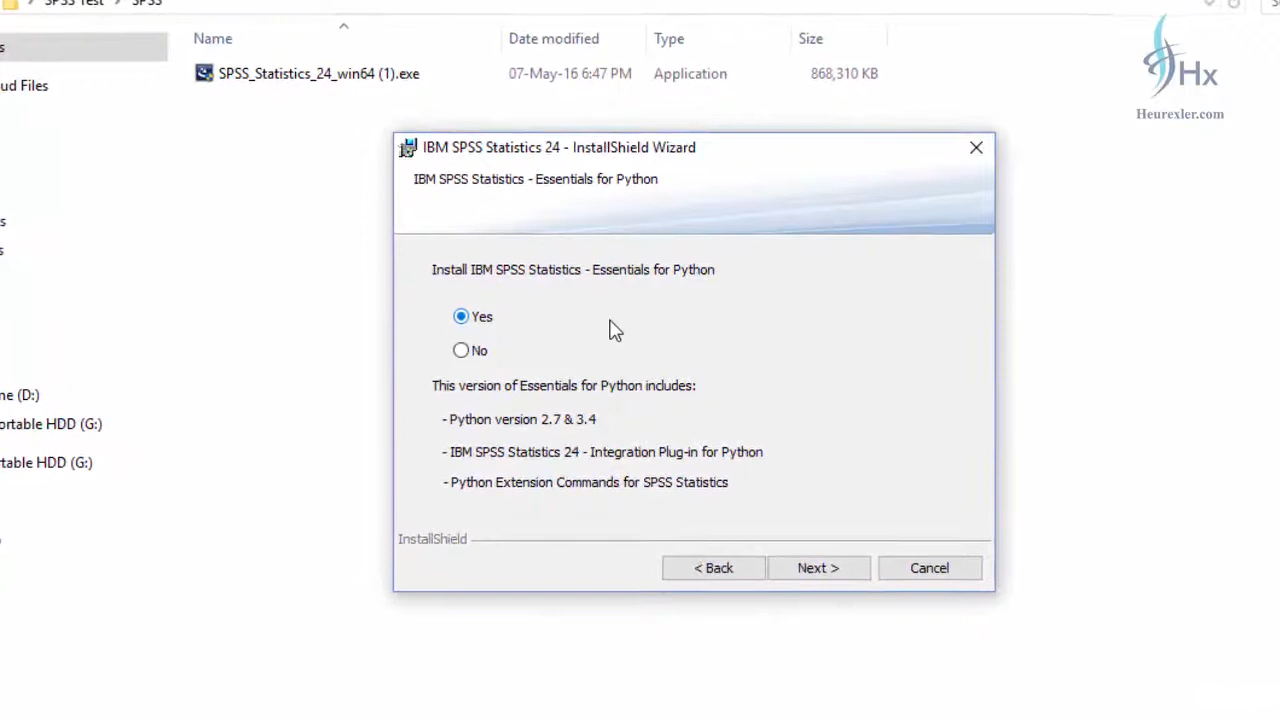 SPSS Test > SPSS
Name Date modified Type Size
SPSS_Statistics_24_win64 (1).exe 07-May-16 6:47 PM Application 868,310 KB
Hx
Heurexler.com
s
ud Files
s
s
ne (D:)
ortable HDD (G:)
rtable HDD (G:)
IBM SPSS Statistics 24 - InstallShield Wizard
IBM SPSS Statistics - Essentials for Python
Install IBM SPSS Statistics - Essentials for Python
Yes
No
This version of Essentials for Python includes:
- Python version 2.7 & 3.4
- IBM SPSS Statistics 24 - Integration Plug-in for Python
- Python Extension Commands for SPSS Statistics
InstallShield
< Back Next > Cancel